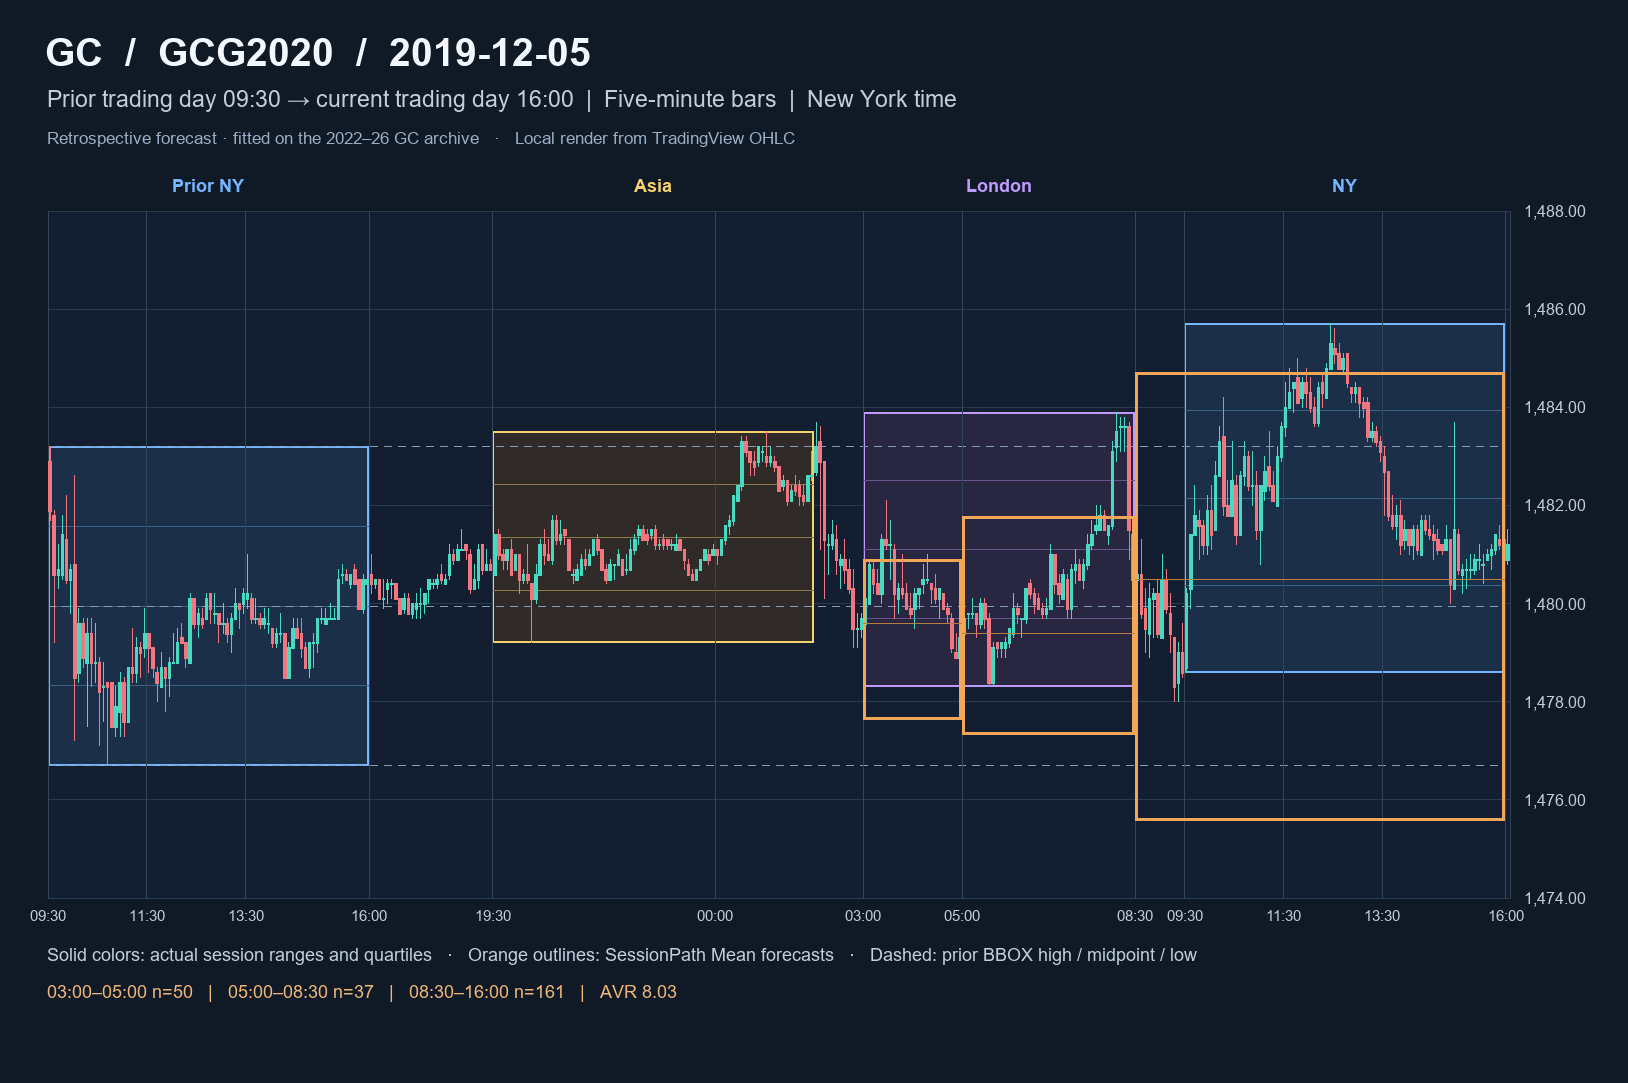 GC / GCG2020 / 2019-12-05
Prior trading day 09:30 → current trading day 16:00 | Five-minute bars | New York time
Retrospective forecast · fitted on the 2022–26 GC archive · Local render from TradingView OHLC
Prior NY Asia London NY
1,488.00
1,486.00
1,484.00
1,482.00
1,480.00
1,478.00
1,476.00
1,474.00
09:30 11:30 13:30 16:00 19:30 00:00 03:00 05:00 08:30 09:30 11:30 13:30 16:00
Solid colors: actual session ranges and quartiles · Orange outlines: SessionPath Mean forecasts · Dashed: prior BBOX high / midpoint / low
03:00–05:00 n=50 | 05:00–08:30 n=37 | 08:30–16:00 n=161 | AVR 8.03